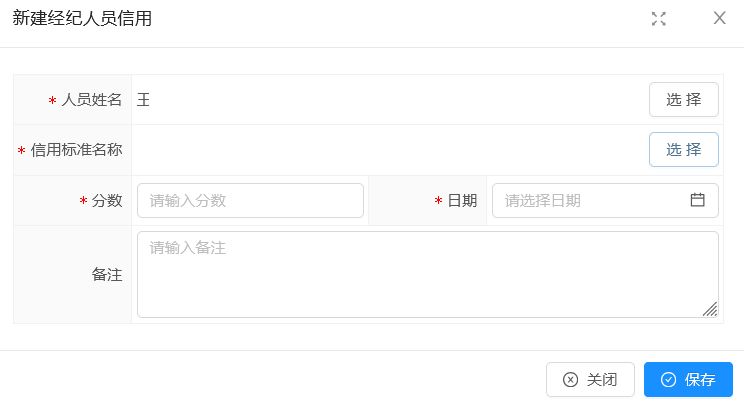 新建经纪人员信用
* 人员姓名 王 选 择
* 信用标准名称 选 择
* 分数 请输入分数 * 日期 请选择日期
备注 请输入备注
关闭 保存